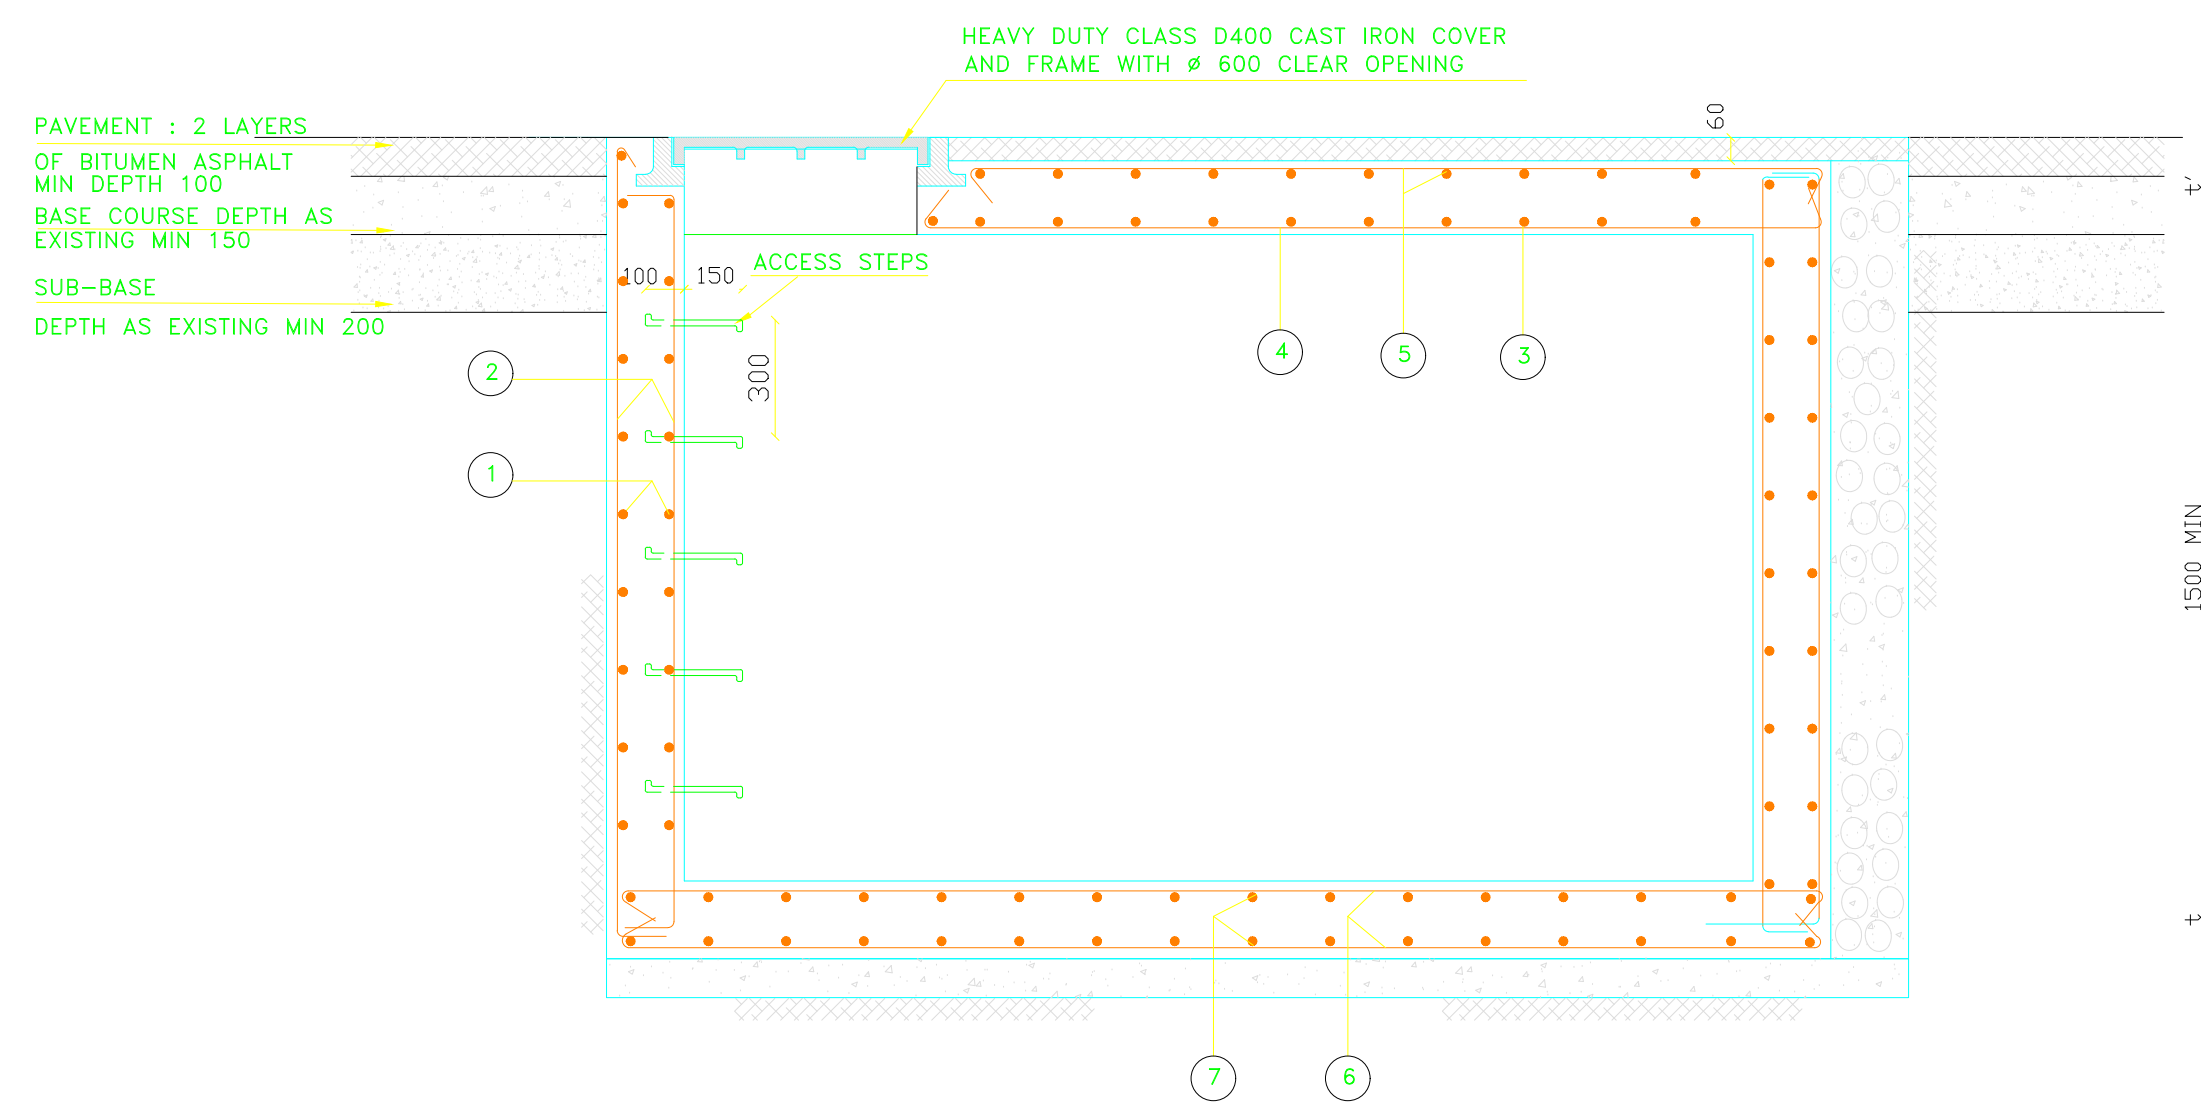 HEAVY DUTY CLASS D400 CAST IRON COVER
AND FRAME WITH ø 600 CLEAR OPENING
60
PAVEMENT : 2 LAYERS
OF BITUMEN ASPHALT
MIN DEPTH 100
BASE COURSE DEPTH AS
EXISTING MIN 150
SUB-BASE
DEPTH AS EXISTING MIN 200
t'
100
150
ACCESS STEPS
300
2
1
4
5
3
1500 MIN
t
7
6